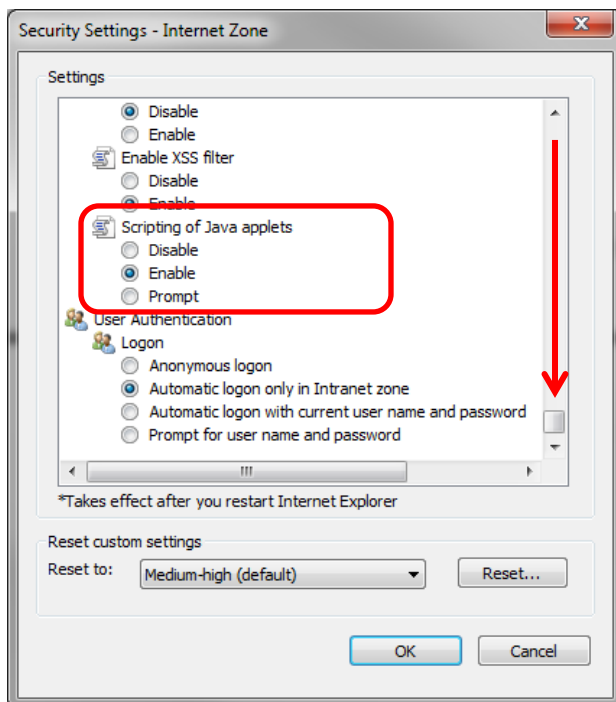 Security Settings - Internet Zone
Settings
Disable
Enable
Enable XSS filter
Disable
Enable
Scripting of Java applets
Disable
Enable
Prompt
User Authentication
Logon
Anonymous logon
Automatic logon only in Intranet zone
Automatic logon with current user name and password
Prompt for user name and password
*Takes effect after you restart Internet Explorer
Reset custom settings
Reset to: Medium-high (default) Reset...
OK Cancel